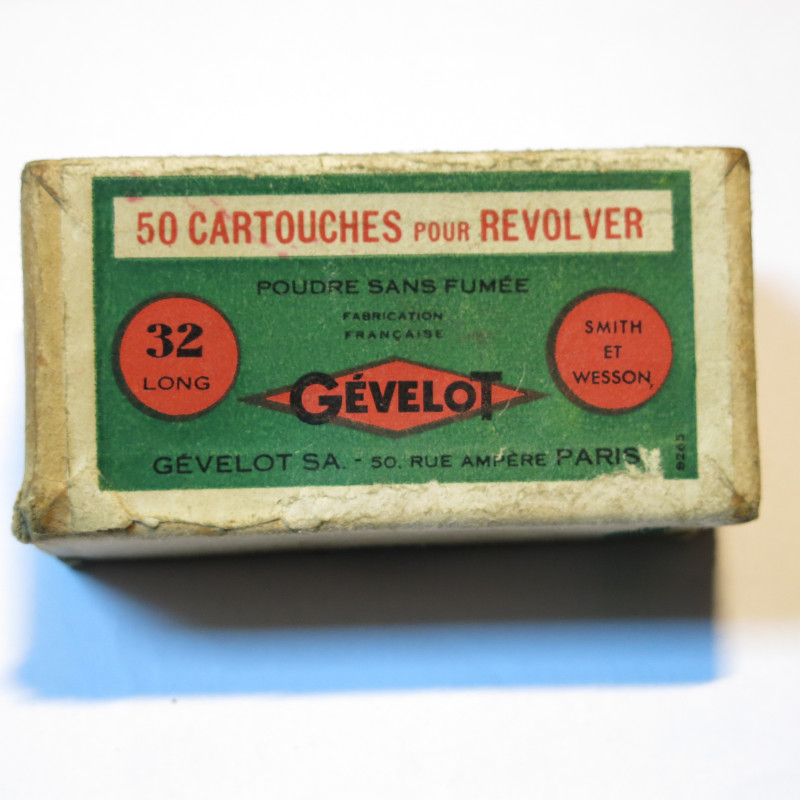 50 CARTOUCHES POUR REVOLVER
POUDRE SANS FUMÉE
FABRICATION
FRANÇAISE
32
LONG
SMITH
ET
WESSON
GÉVELOT
GÉVELOT SA. - 50, RUE AMPÈRE PARIS